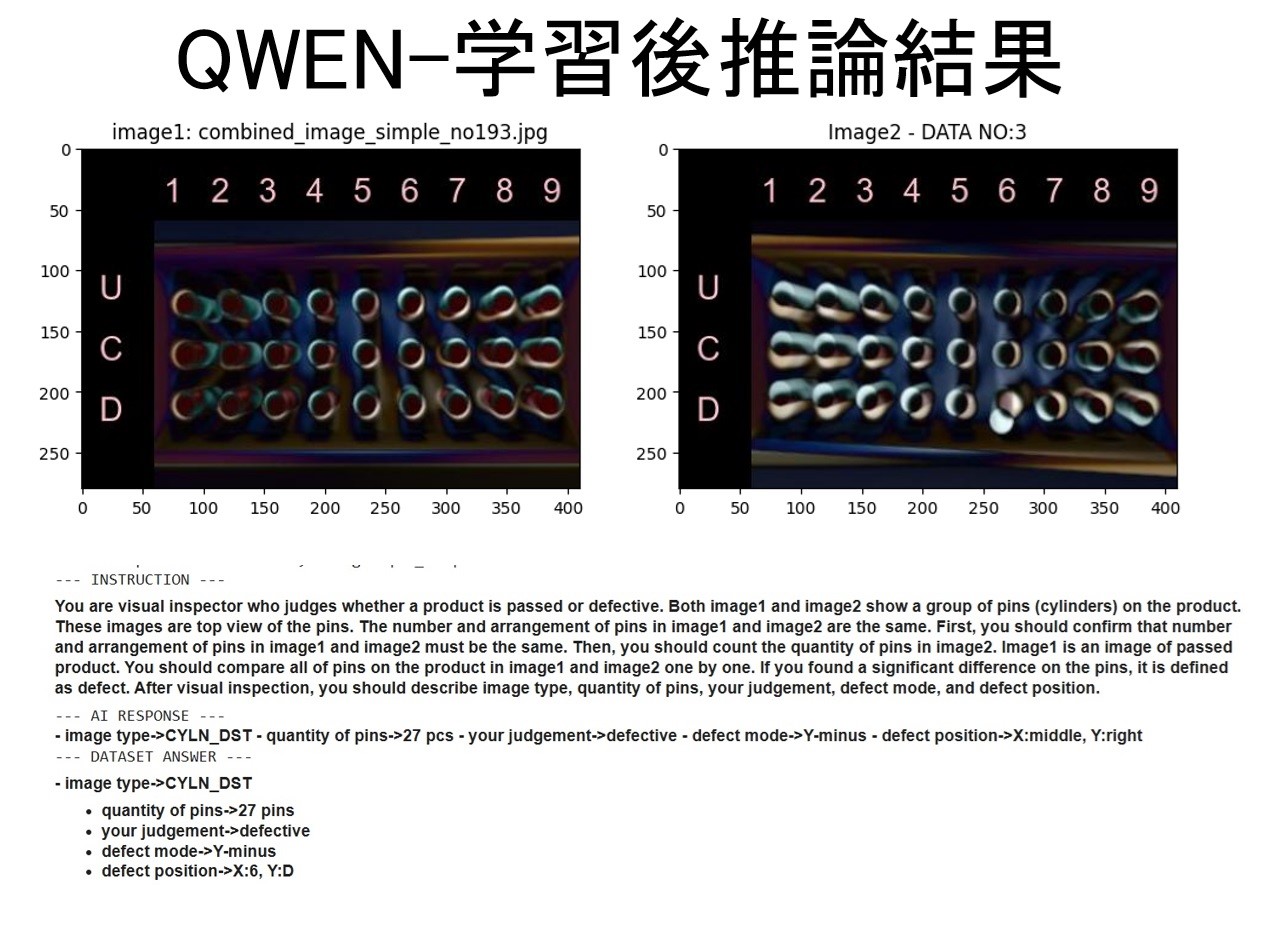 QWEN−学習後推論結果
image1: combined_image_simple_no193.jpg
Image2 - DATA NO:3
0
50
100
150
200
250
1 2 3 4 5 6 7 8 9
U
C
D
0 50 100 150 200 250 300 350 400
0
50
100
150
200
250
1 2 3 4 5 6 7 8 9
U
C
D
0 50 100 150 200 250 300 350 400
--- INSTRUCTION ---
You are visual inspector who judges whether a product is passed or defective. Both image1 and image2 show a group of pins (cylinders) on the product.
These images are top view of the pins. The number and arrangement of pins in image1 and image2 are the same. First, you should confirm that number
and arrangement of pins in image1 and image2 must be the same. Then, you should count the quantity of pins in image2. Image1 is an image of passed
product. You should compare all of pins on the product in image1 and image2 one by one. If you found a significant difference on the pins, it is defined
as defect. After visual inspection, you should describe image type, quantity of pins, your judgement, defect mode, and defect position.
--- AI RESPONSE ---
- image type->CYLN_DST - quantity of pins->27 pcs - your judgement->defective - defect mode->Y-minus - defect position->X:middle, Y:right
--- DATASET ANSWER ---
- image type->CYLN_DST
• quantity of pins->27 pins
• your judgement->defective
• defect mode->Y-minus
• defect position->X:6, Y:D